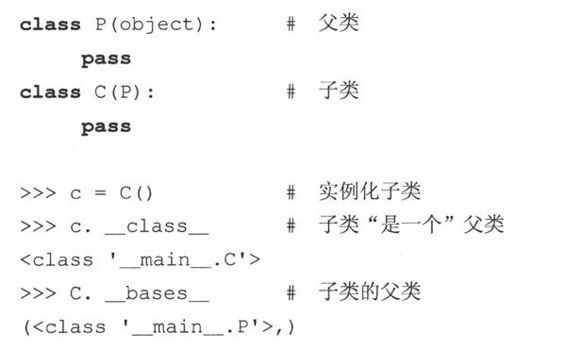 class P(object):        #  父类
     pass
class C(P):             #  子类
     pass
>>> c = C()             #  实例化子类
>>> c. __class__        #  子类“是一个”父类
<class '__main__.C'>
>>> C. __bases__        #  子类的父类
(<class '__main__.P'>,)